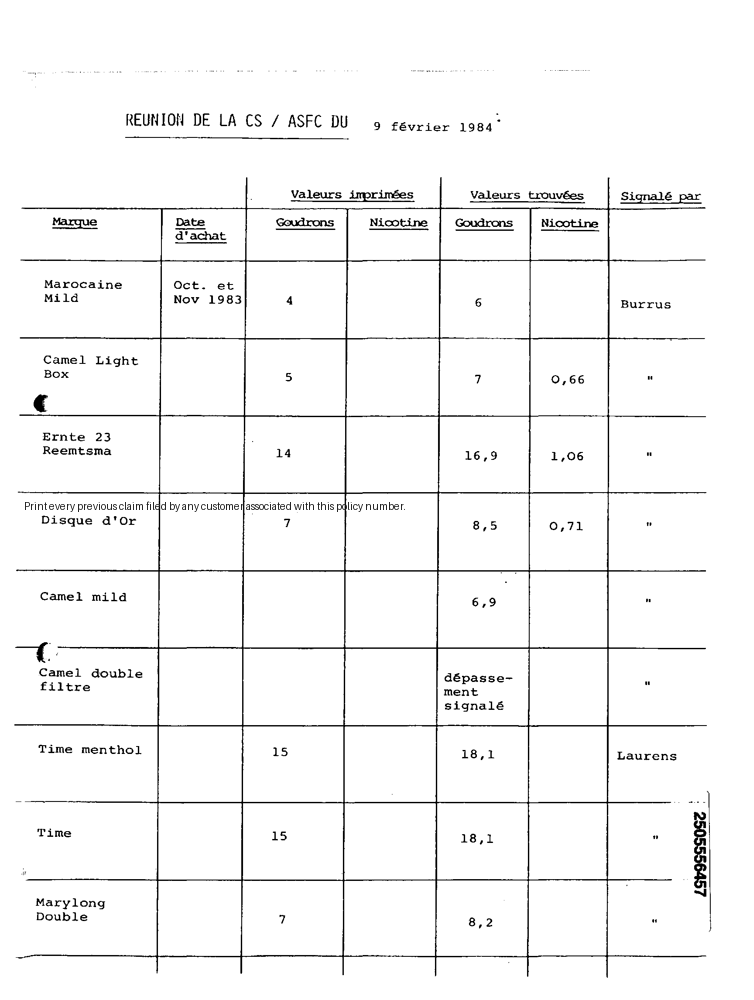 REUNION DE LA CS / ASFC DU 9 février 1984
Valeurs imprimées Valeurs trouvées Signalé par
Marque Date Goudrons Nicotine Goudrons Nicotine
d'achat
Marocaine Oct. et
Mild Nov 1983 4 6 Burrus
Camel Light
Box 5 7 0,66 "
Ernte 23
Reemtsma 14 16,9 1,06 "
Print every previous claim filed by any customer associated with this policy number.
Disque d'Or 7 8,5 0,71 "
Camel mild 6,9 "
Camel double dépasse-
filtre ment "
signalé
Time menthol 15 18,1 Laurens
Time 15 18,1 "
Marylong
Double 7 8,2 "
2505556457